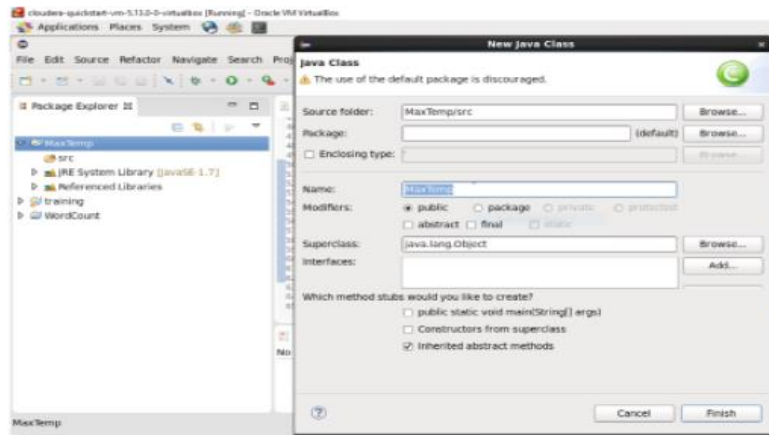 cloudera-quickstart-vm-5.13.0-0-virtualbox [Running] - Oracle VM VirtualBox
Applications Places System
File Edit Source Refactor Navigate Search Proj
Package Explorer
MaxTemp
src
JRE System Library [JavaSE-1.7]
Referenced Libraries
training
WordCount
No
MaxTemp
New Java Class
Java Class
The use of the default package is discouraged.
Source folder: MaxTemp/src Browse...
Package: (default) Browse...
Enclosing type: Browse...
Name: MaxTemp
Modifiers: public package private protected
abstract final static
Superclass: java.lang.Object Browse...
Interfaces: Add...
Which method stubs would you like to create?
public static void main(String[] args)
Constructors from superclass
Inherited abstract methods
Cancel Finish